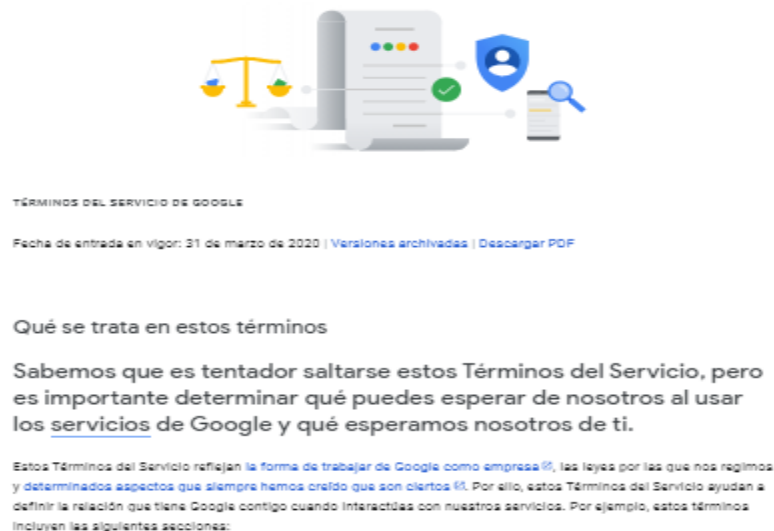 TÉRMINOS DEL SERVICIO DE GOOGLE
Fecha de entrada en vigor: 31 de marzo de 2020 | Versiones archivadas | Descargar PDF
Qué se trata en estos términos
Sabemos que es tentador saltarse estos Términos del Servicio, pero
es importante determinar qué puedes esperar de nosotros al usar
los servicios de Google y qué esperamos nosotros de ti.
Estos Términos del Servicio reflejan la forma de trabajar de Google como empresa, las leyes por las que nos regimos
y determinados aspectos que siempre hemos creído que son ciertos. Por ello, estos Términos del Servicio ayudan a
definir la relación que tiene Google contigo cuando interactúas con nuestros servicios. Por ejemplo, estos términos
incluyen las siguientes secciones: